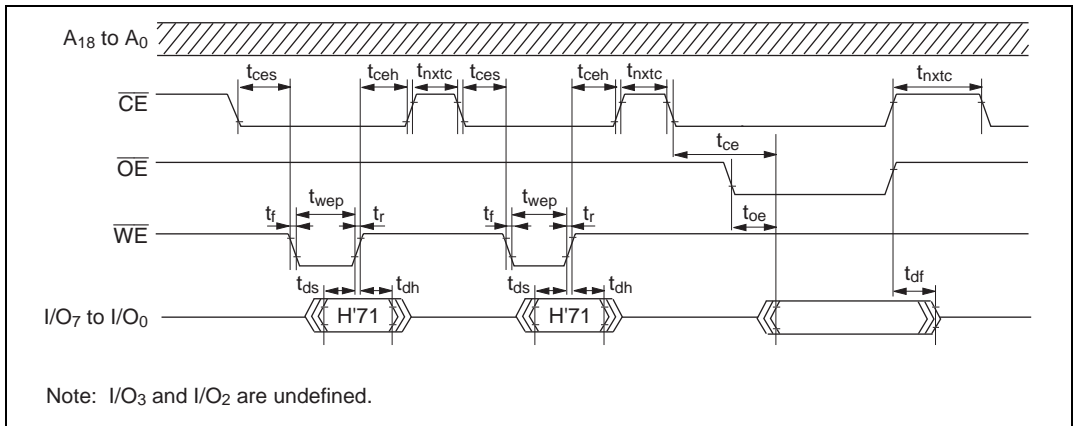 A18 to A0
tces tceh tnxtc tces tceh tnxtc tnxtc
CE
tce
OE
twep twep
tf tr tf tr toe
WE
tds tdh tds tdh tdf
I/O7 to I/O0 H'71 H'71
Note: I/O3 and I/O2 are undefined.